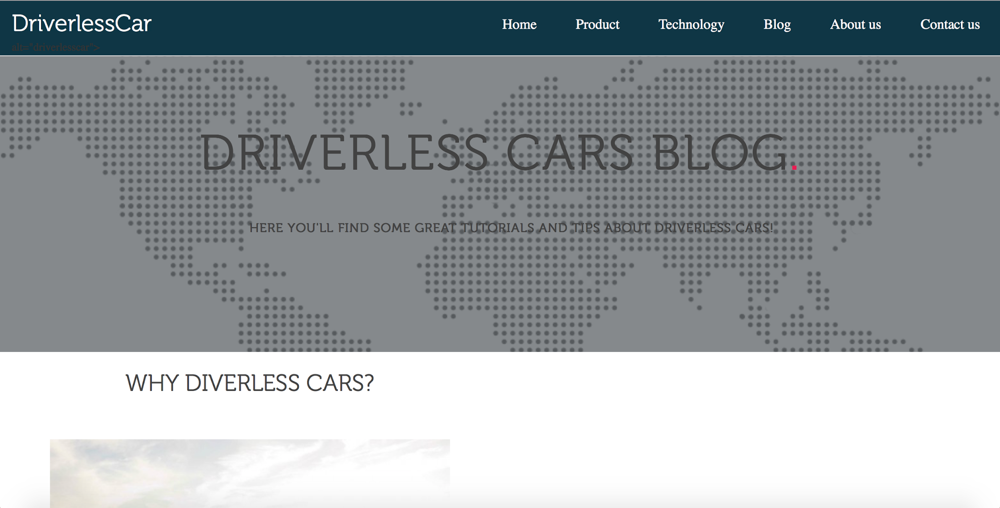 DriverlessCar
Home Product Technology Blog About us Contact us
alt="driverlesscar">
DRIVERLESS CARS BLOG.
HERE YOU'LL FIND SOME GREAT TUTORIALS AND TIPS ABOUT DRIVERLESS CARS!
WHY DIVERLESS CARS?